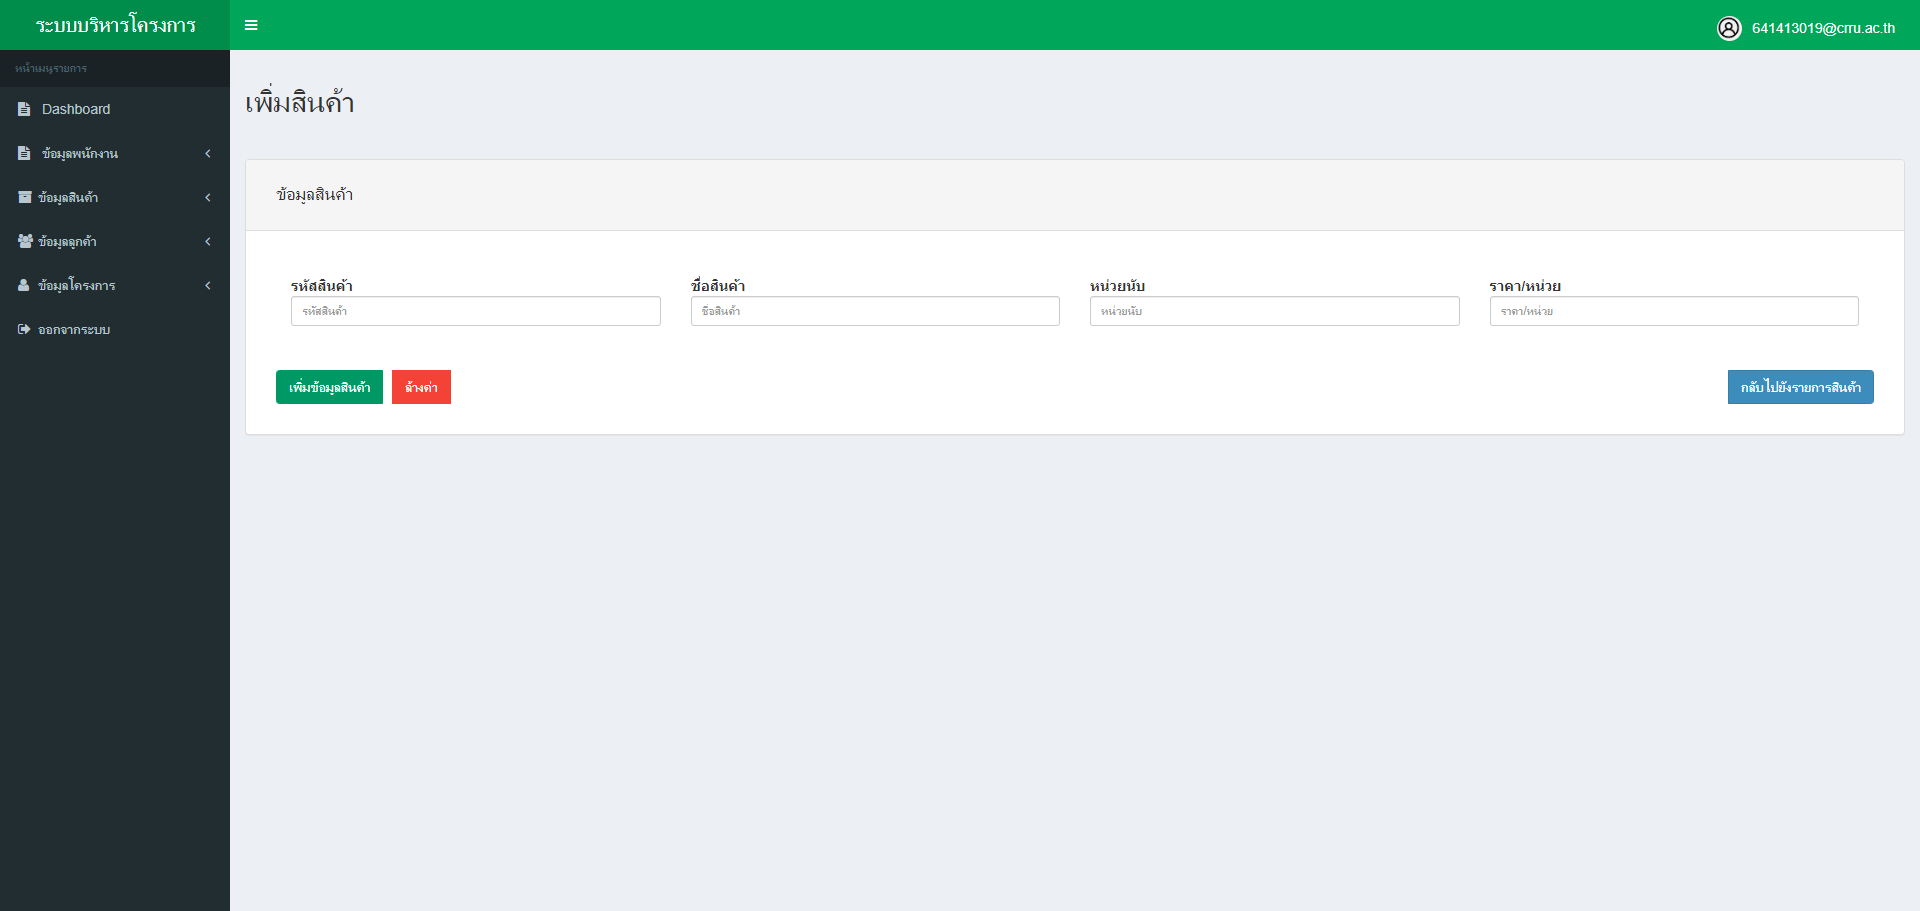 ระบบบริหารโครงการ
641413019@crru.ac.th
หน้าเมนูรายการ
Dashboard
ข้อมูลพนักงาน
ข้อมูลสินค้า
ข้อมูลลูกค้า
ข้อมูลโครงการ
ออกจากระบบ
เพิ่มสินค้า
ข้อมูลสินค้า
รหัสสินค้า ชื่อสินค้า หน่วยนับ ราคา/หน่วย
รหัสสินค้า ชื่อสินค้า หน่วยนับ ราคา/หน่วย
เพิ่มข้อมูลสินค้า ล้างค่า กลับไปยังรายการสินค้า